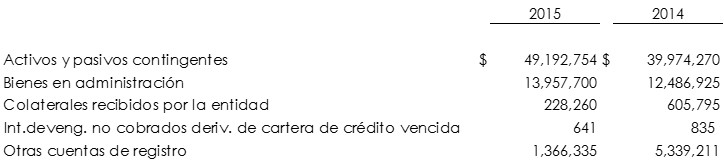 2015 2014
Activos y pasivos contingentes $ 49,192,754 $ 39,974,270
Bienes en administración 13,957,700 12,486,925
Colaterales recibidos por la entidad 228,260 605,795
Int.deveng. no cobrados deriv. de cartera de crédito vencida 641 835
Otras cuentas de registro 1,366,335 5,339,211